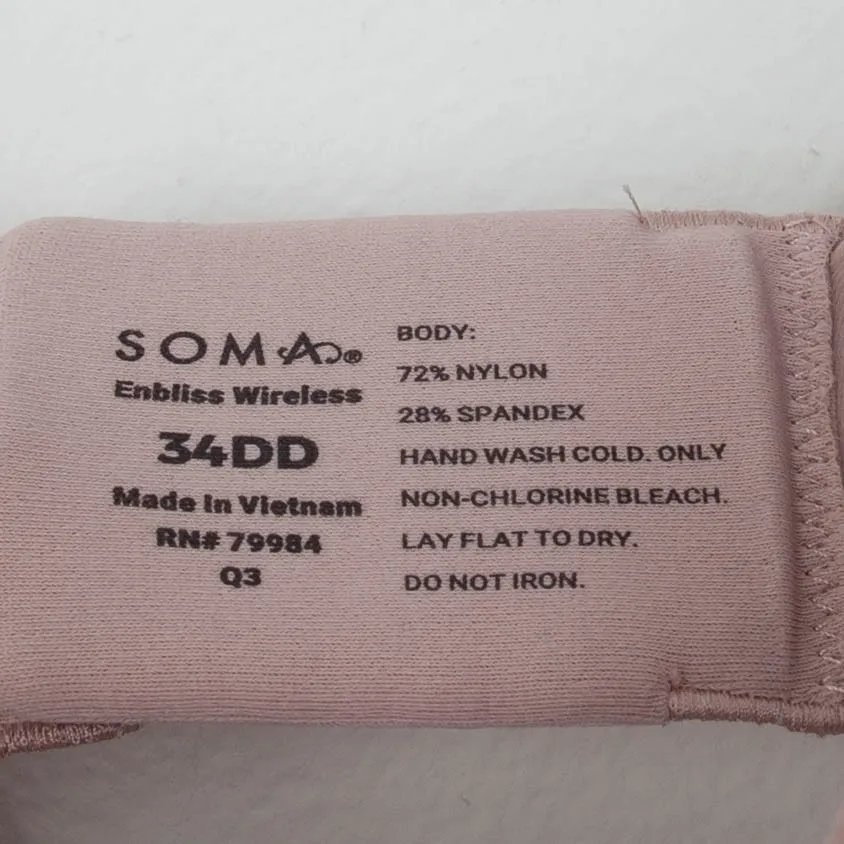 SOMA®
Enbliss Wireless
34DD
Made In Vietnam
RN# 79984
Q3
BODY:
72% NYLON
28% SPANDEX
HAND WASH COLD. ONLY
NON-CHLORINE BLEACH.
LAY FLAT TO DRY.
DO NOT IRON.